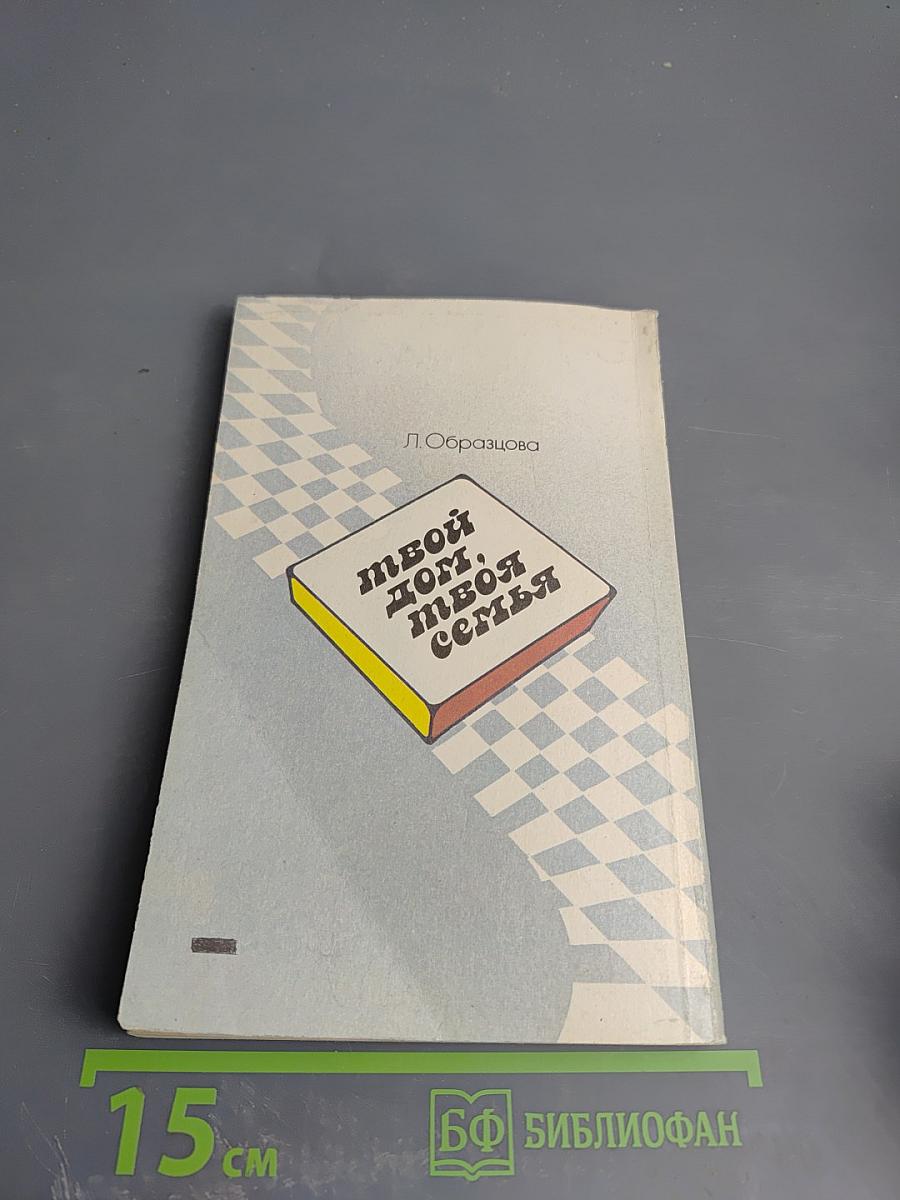 Л. Образцова
твой
дом,
твоя
семья
15 см
БФ БИБЛИОФАН